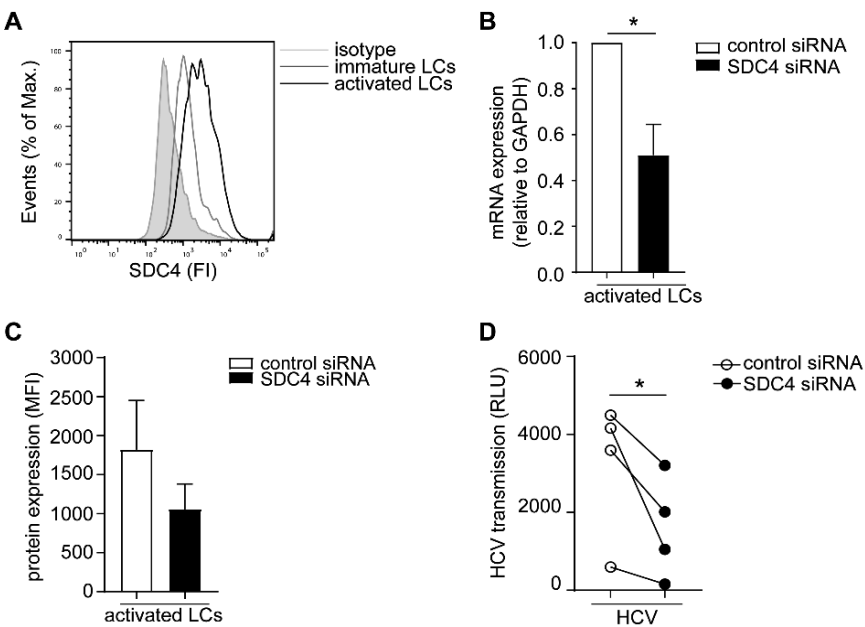 A
Events (% of Max.)
100
80
60
40
20
0
10^0 10^1 10^2 10^3 10^4 10^5
SDC4 (FI)
isotype
immature LCs
activated LCs
B
mRNA expression
(relative to GAPDH)
1.0
0.8
0.6
0.4
0.2
0.0
*
activated LCs
control siRNA
SDC4 siRNA
C
protein expression (MFI)
3000
2500
2000
1500
1000
500
0
activated LCs
control siRNA
SDC4 siRNA
D
HCV transmission (RLU)
6000
4000
2000
0
*
HCV
control siRNA
SDC4 siRNA